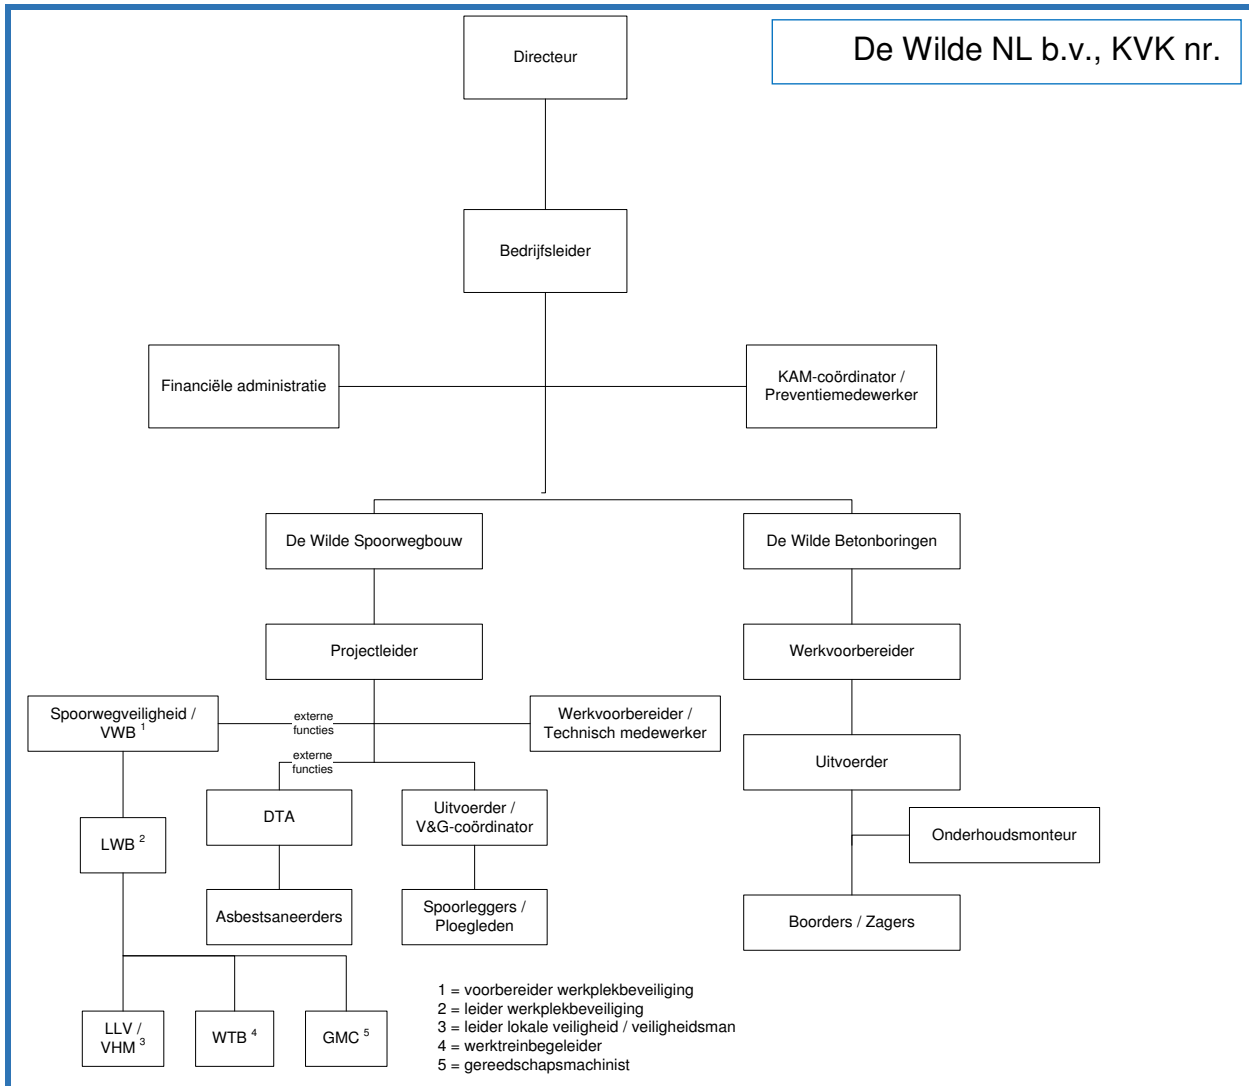 De Wilde NL b.v., KVK nr.
Directeur
Bedrijfsleider
Financiële administratie
KAM-coördinator /
Preventiemedewerker
De Wilde Spoorwegbouw
De Wilde Betonboringen
Projectleider
Werkvoorbereider
Spoorwegveiligheid /
VWB 1
externe
functies
Werkvoorbereider /
Technisch medewerker
Uitvoerder
externe
functies
DTA
Uitvoerder /
V&G-coördinator
LWB 2
Onderhoudsmonteur
Asbestsaneerders
Spoorleggers /
Ploegleden
Boorders / Zagers
LLV /
VHM 3
WTB 4
GMC 5
1 = voorbereider werkplekbeveiliging
2 = leider werkplekbeveiliging
3 = leider lokale veiligheid / veiligheidsman
4 = werktreinbegeleider
5 = gereedschapsmachinist